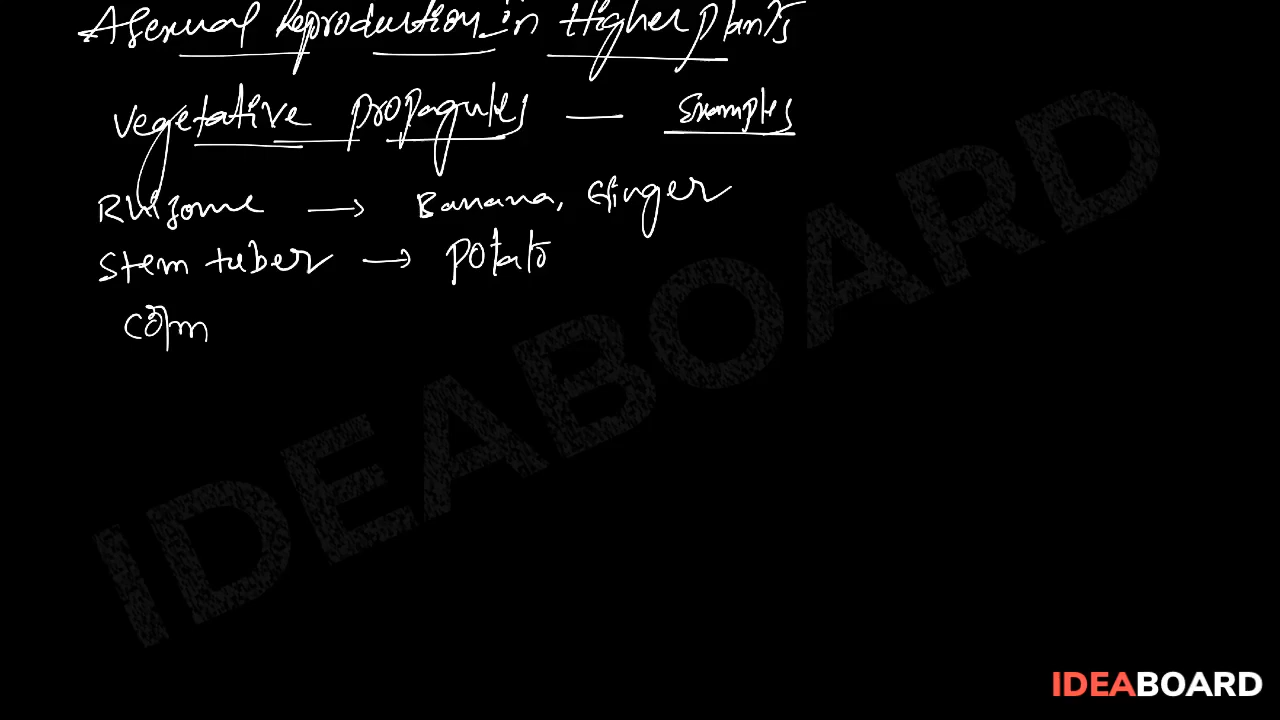 Asexual Reproduction in Higher plants
vegetative propagules — Examples
Rhizome → Banana, Ginger
Stem tuber → potato
corm
IDEABOARD
IDEABOARD